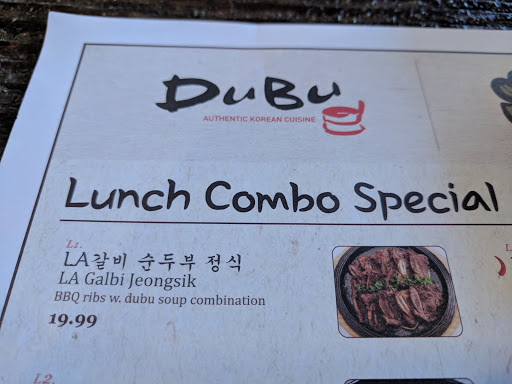 DuBu
AUTHENTIC KOREAN CUISINE
Lunch Combo Special
L1.
LA갈비 순두부 정식
LA Galbi Jeongsik
BBQ ribs w. dubu soup combination
19.99
L2.